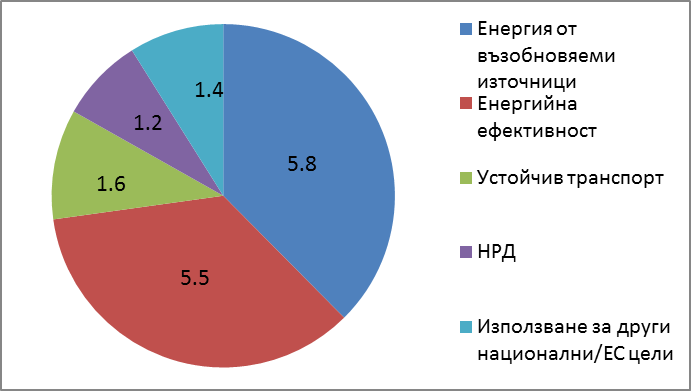 5.8
5.5
1.6
1.2
1.4
Енергия от
възобновяеми
източници
Енергийна
ефективност
Устойчив транспорт
НРД
Използване за други
национални/ЕС цели